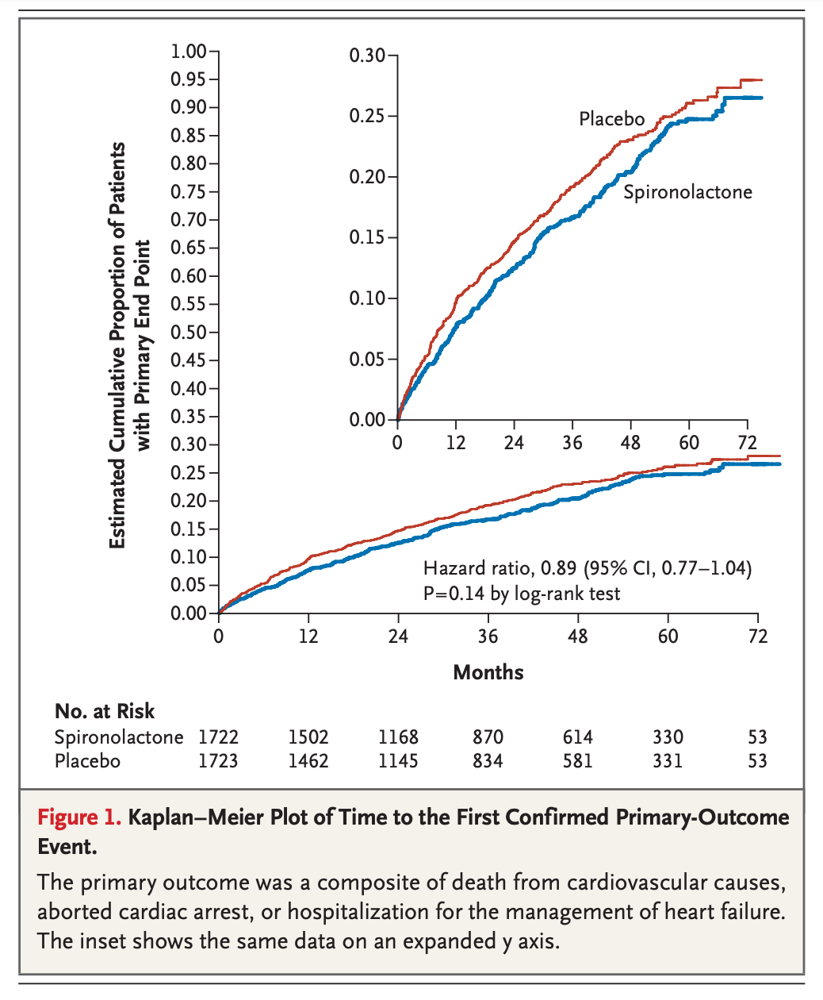 1.00
0.95
0.90
0.85
0.80
0.75
0.70
0.65
0.60
0.55
0.50
0.45
0.40
0.35
0.30
0.25
0.20
0.15
0.10
0.05
0.00
Estimated Cumulative Proportion of Patients
with Primary End Point
0.30
0.25
0.20
0.15
0.10
0.05
0.00
Placebo
Spironolactone
0 12 24 36 48 60 72
Hazard ratio, 0.89 (95% CI, 0.77–1.04)
P=0.14 by log-rank test
0 12 24 36 48 60 72
Months
No. at Risk
Spironolactone 1722 1502 1168 870 614 330 53
Placebo 1723 1462 1145 834 581 331 53
Figure 1. Kaplan–Meier Plot of Time to the First Confirmed Primary-Outcome
Event.
The primary outcome was a composite of death from cardiovascular causes,
aborted cardiac arrest, or hospitalization for the management of heart failure.
The inset shows the same data on an expanded y axis.